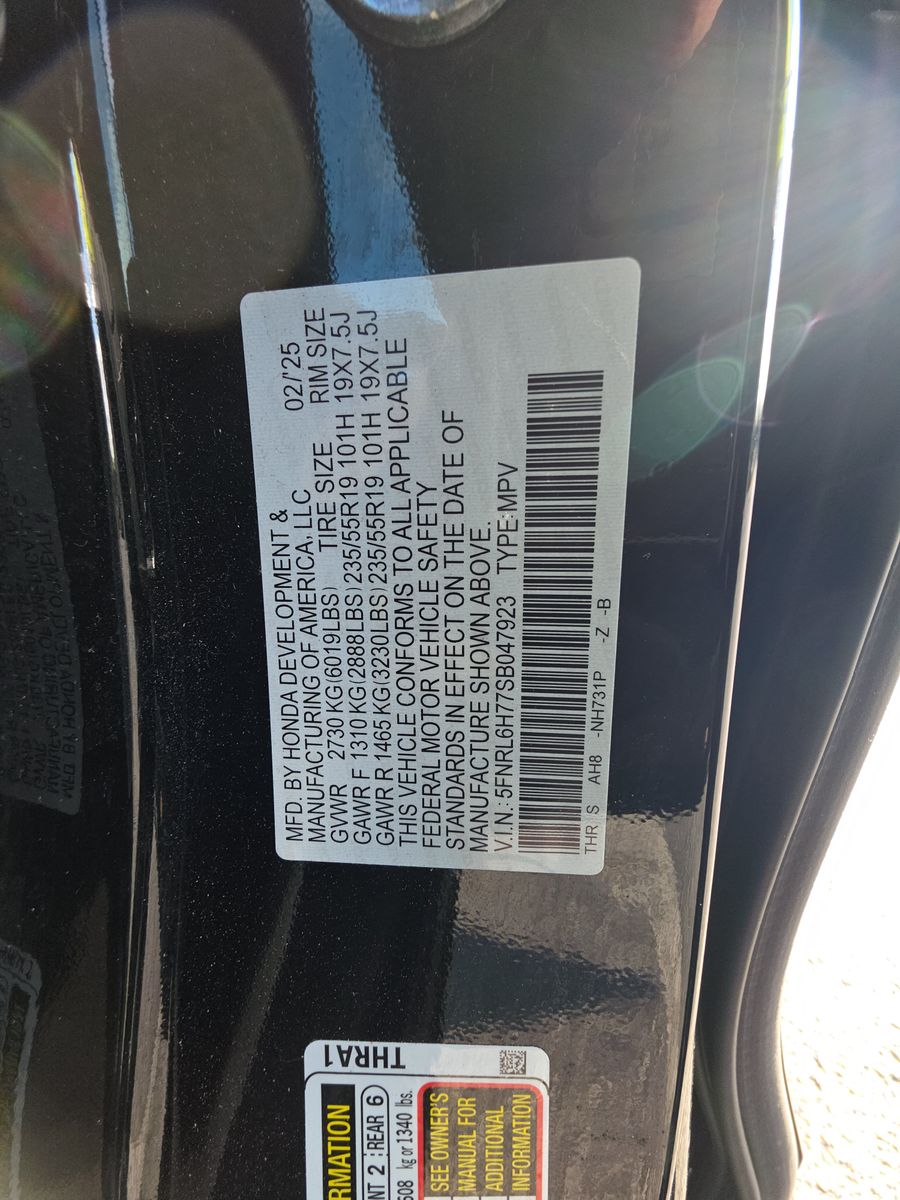 MFD. BY HONDA DEVELOPMENT &
MANUFACTURING OF AMERICA, LLC 02/'25
GVWR 2730 KG(6019LBS) TIRE SIZE RIM SIZE
GAWR F 1310 KG(2888LBS) 235/55R19 101H 19X7.5J
GAWR R 1465 KG(3230LBS) 235/55R19 101H 19X7.5J
THIS VEHICLE CONFORMS TO ALL APPLICABLE
FEDERAL MOTOR VEHICLE SAFETY
STANDARDS IN EFFECT ON THE DATE OF
MANUFACTURE SHOWN ABOVE.
V.I.N.: 5FNRL6H77SB047923 TYPE:MPV
THR S AH8 -NH731P -Z -B
THRA1
RMATION
NT 2 REAR 6
608 kg or 1340 lbs.
SEE OWNER'S
MANUAL FOR
ADDITIONAL
INFORMATION